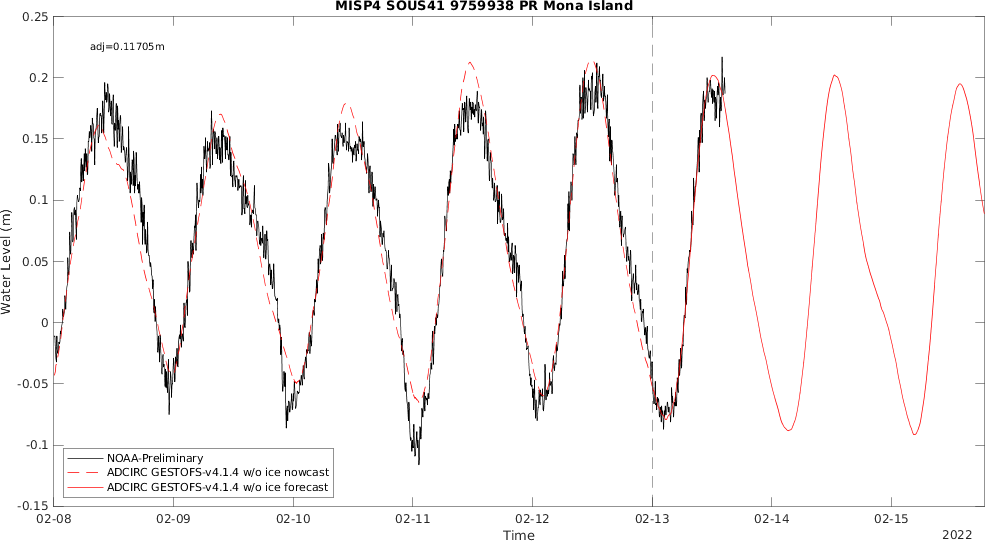 MISP4 SOUS41 9759938 PR Mona Island
adj=0.11705m
0.25
0.2
0.15
0.1
0.05
0
-0.05
-0.1
-0.15
Water Level (m)
NOAA-Preliminary
ADCIRC GESTOFS-v4.1.4 w/o ice nowcast
ADCIRC GESTOFS-v4.1.4 w/o ice forecast
02-08 02-09 02-10 02-11 02-12 02-13 02-14 02-15
Time
2022